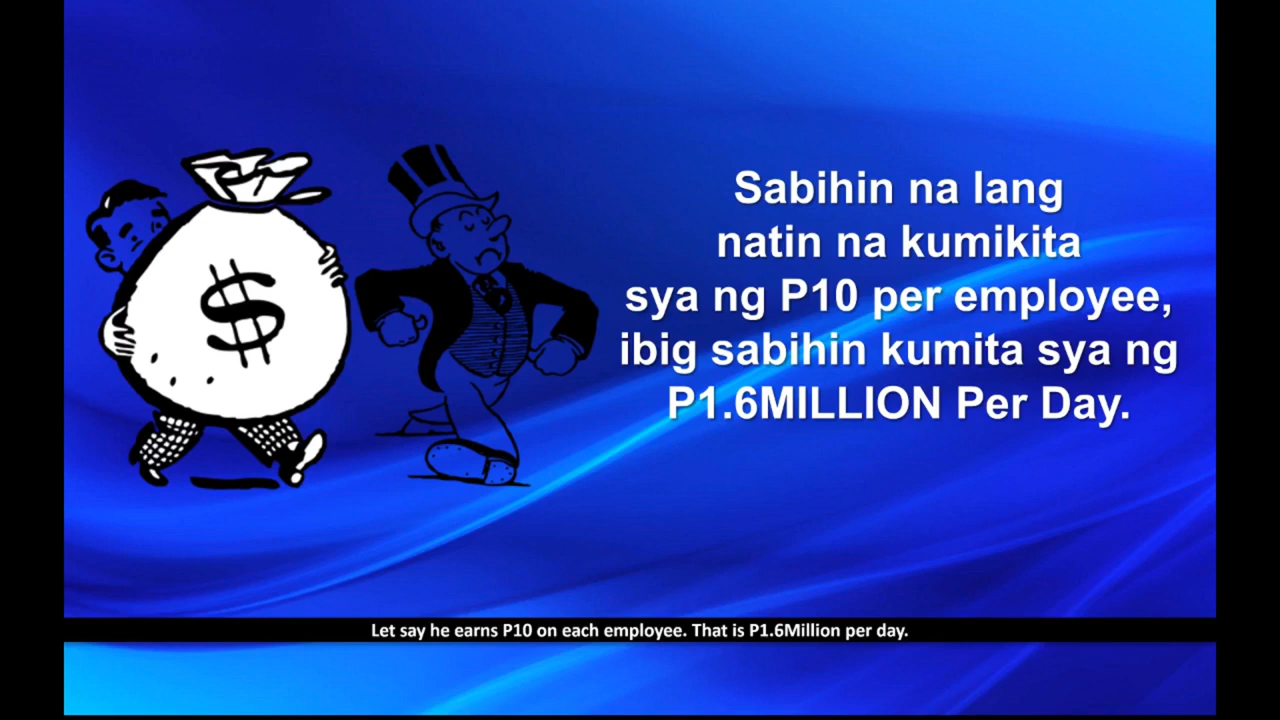 Sabihin na lang
natin na kumikita
sya ng P10 per employee,
ibig sabihin kumita sya ng
P1.6MILLION Per Day.
$
Let say he earns P10 on each employee. That is P1.6Million per day.